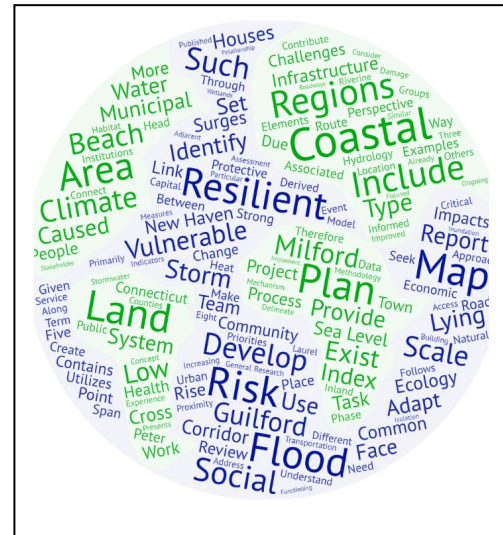 Published Houses
Relationship
Such
Contribute Consider
Challenges Damage
Infrastructure
Roadways Riverine
Regions
Similar Groups
Elements Route Perspective
Due
Coastal
Way
Three
More
Water
Municipal
Through
Wetlands
Set
Adjacent
Surges
Habitat
Beach Head
Institutions
Area
Connect
Climate
Caused
People
Stakeholder
Identify
Assessment
Link Protective
Particular
Capital
Derived
Resilient
Associated Hydrology Examples
Location Already Others
Include
Type Informed Focused Ongoing
Improved
Between Event
Measures New Haven Strong Model
Vulnerable
Primarily Change
Indicators
Storm
Heat
Make
Team
Eight
Critical
Inundation
Impacts
Report Approach
Seek
Map
Economic
Lying
Access Road
Scale
Building Natural
Follows
Ecology
Utilizes
Isolation
Adapt
Common
Face
Need
Milford Therefore
Data
Implement Methodology
Project Plan
Mechanism
Process
Delineate
Provide
Town
Sea Level
Exist
Index
Inland
Task
Phase
Given
Service
Along
Term
Five
Create
Contains
Point
Span
Stormwater
Connecticut
Counties
Land
Public System
Concept
Low
Health
Experience
Cross
Presents
Peter
Work
Community
Priorities
Develop
Laurel
Increasing General Research
Urban
Rise
Proximity
Risk
Place
Use
Guilford
Corridor Different
Transportation
Review
Address
Flood
Understand
Social
Functioning